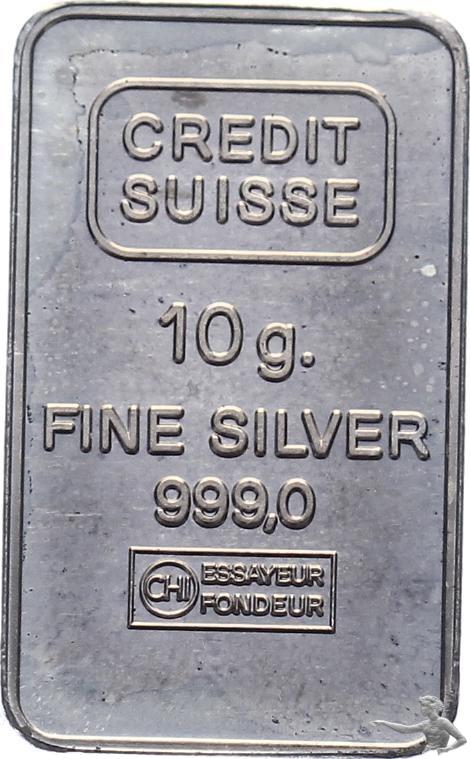 CREDIT
SUISSE
10 g.
FINE SILVER
999,0
CHI ESSAYEUR
FONDEUR